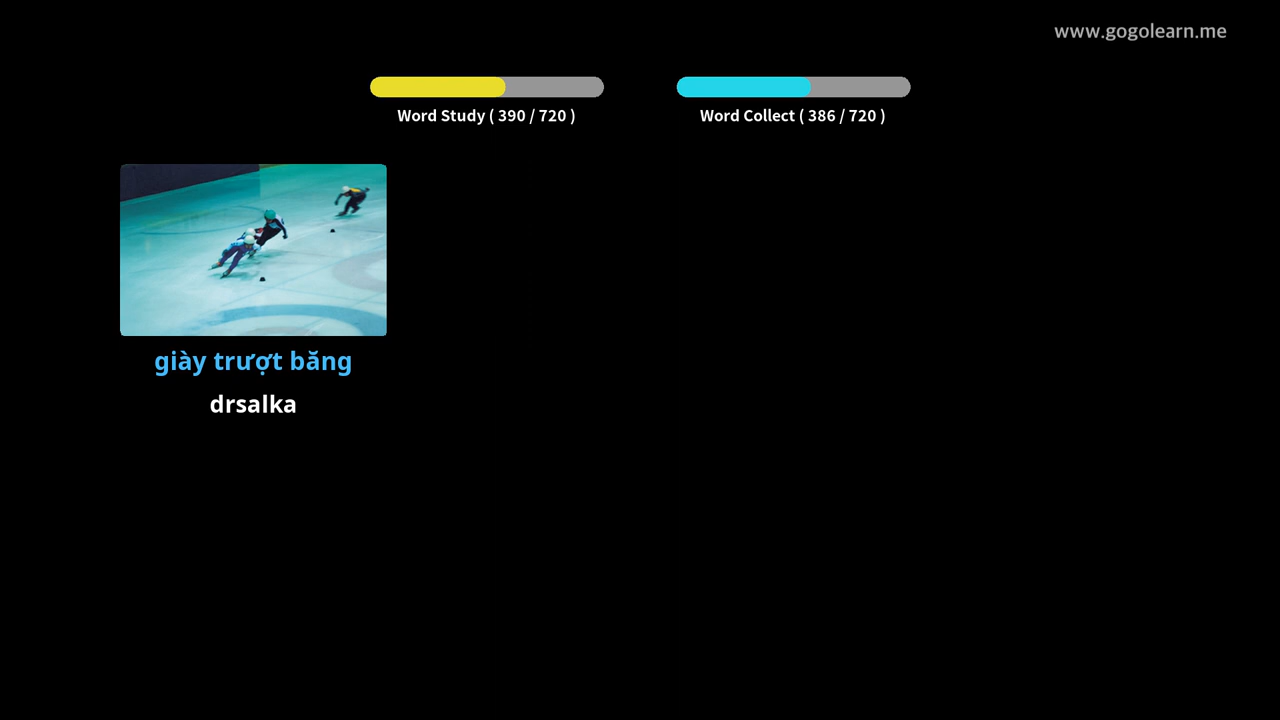 www.gogolearn.me
Word Study ( 390 / 720 )
Word Collect ( 386 / 720 )
giày trượt băng
drsalka